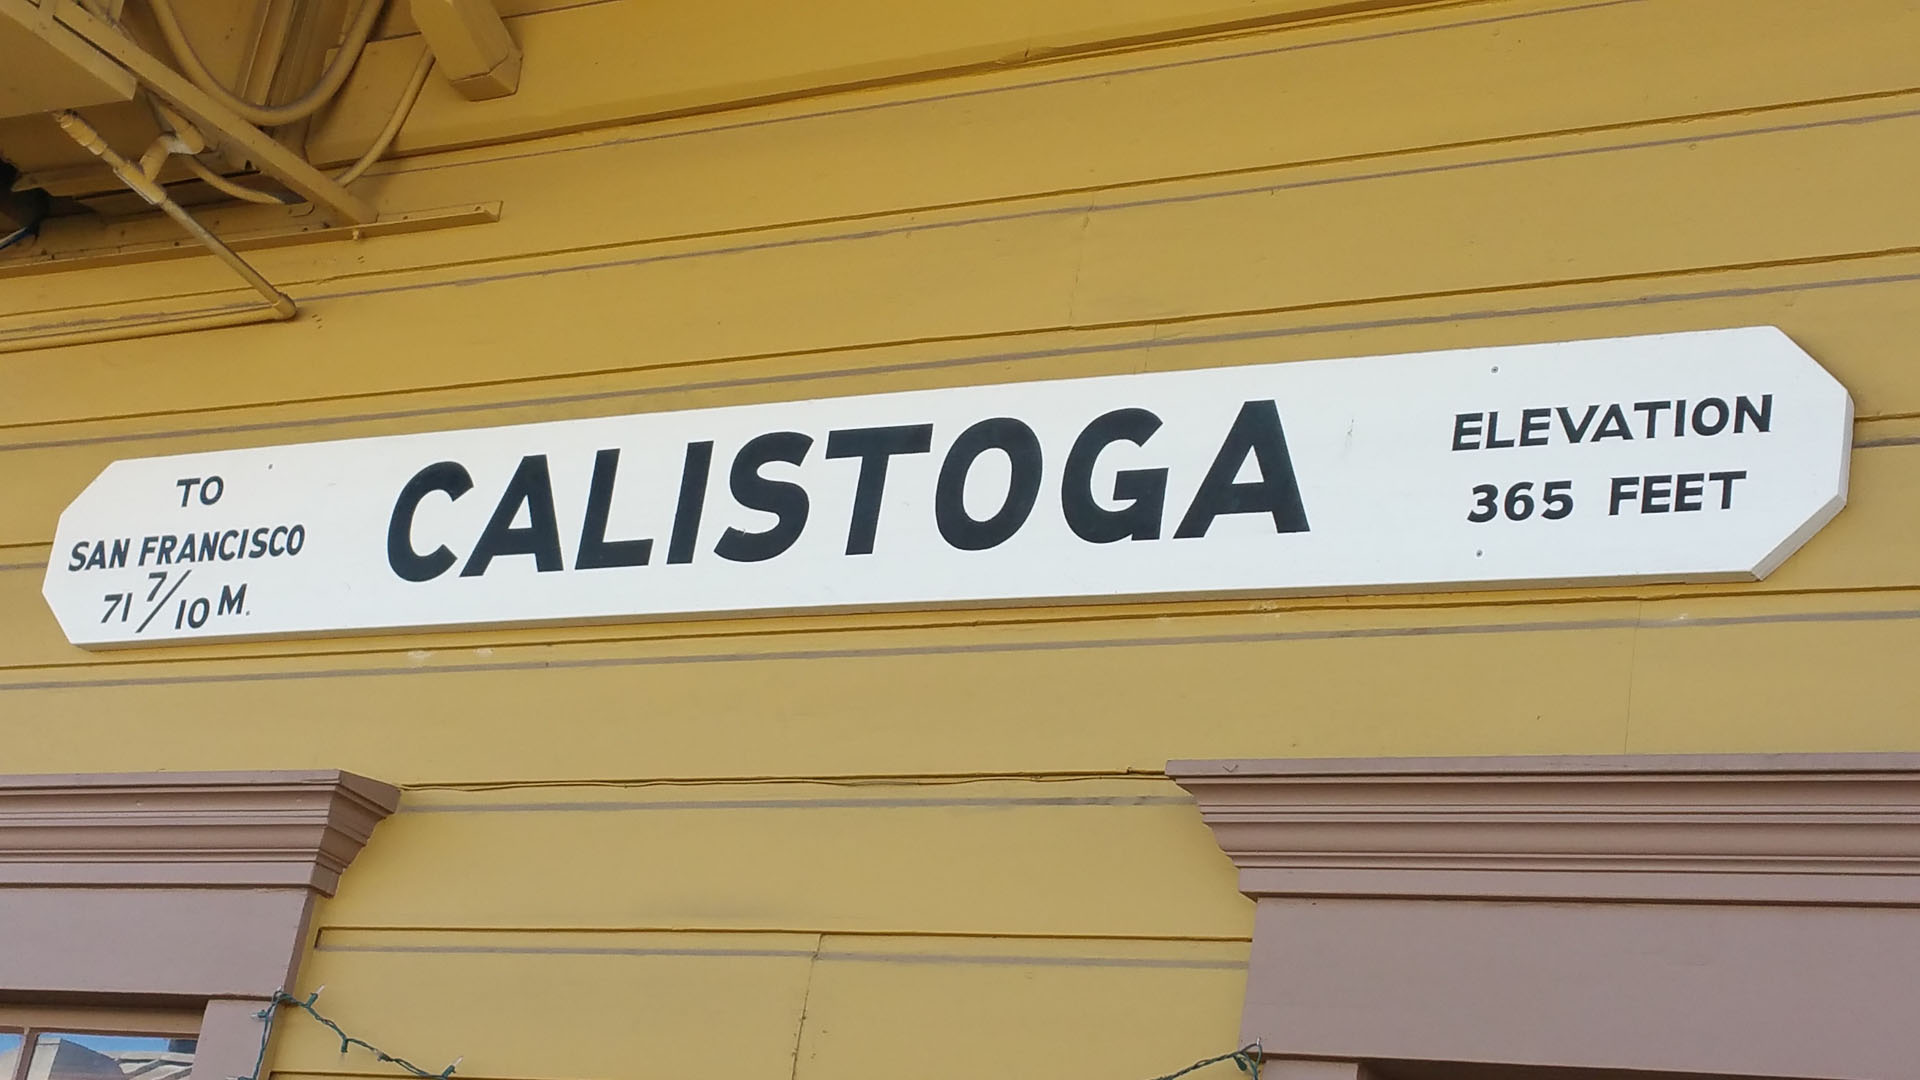 TO
SAN FRANCISCO
71 7/10 M.
CALISTOGA
ELEVATION
365 FEET